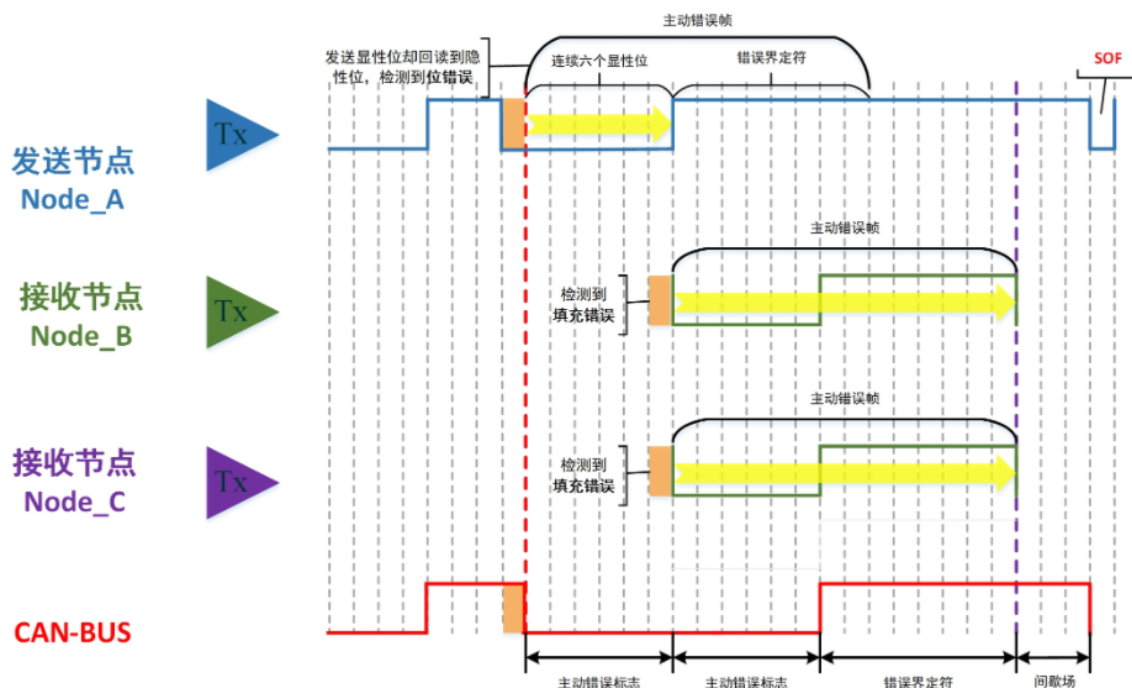 主动错误帧
发送显性位却回读到隐
性位，检测到位错误
连续六个显性位
错误界定符
SOF
Tx
发送节点
Node_A
主动错误帧
检测到
填充错误
Tx
接收节点
Node_B
主动错误帧
检测到
填充错误
Tx
接收节点
Node_C
CAN-BUS
主动错误标志
主动错误标志
错误界定符
间歇场